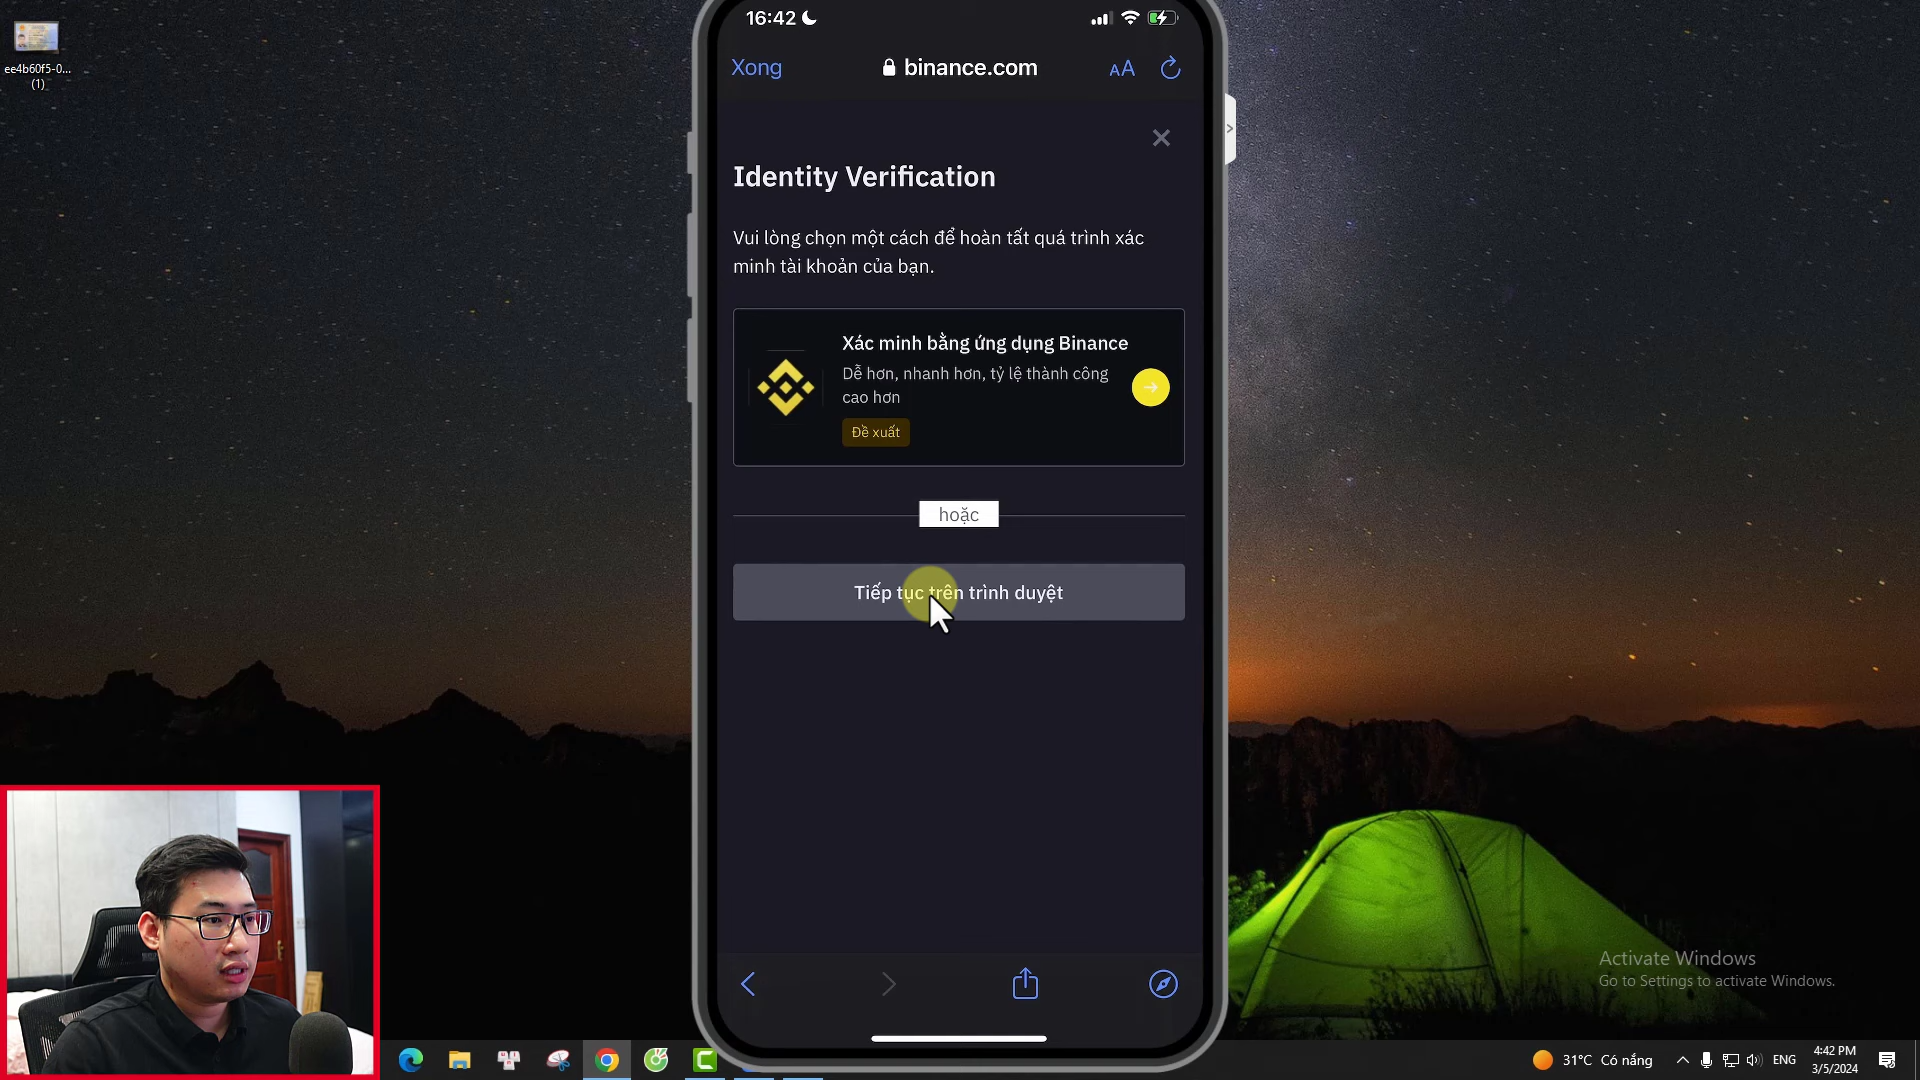 ee4b60f5-0...
(1)
16:42
Xong
binance.com
AA
Identity Verification
Vui lòng chọn một cách để hoàn tất quá trình xác
minh tài khoản của bạn.
Xác minh bằng ứng dụng Binance
Dễ hơn, nhanh hơn, tỷ lệ thành công
cao hơn
Đề xuất
hoặc
Tiếp tục trên trình duyệt
Activate Windows
Go to Settings to activate Windows.
31°C Có nắng
ENG
4:42 PM
3/5/2024